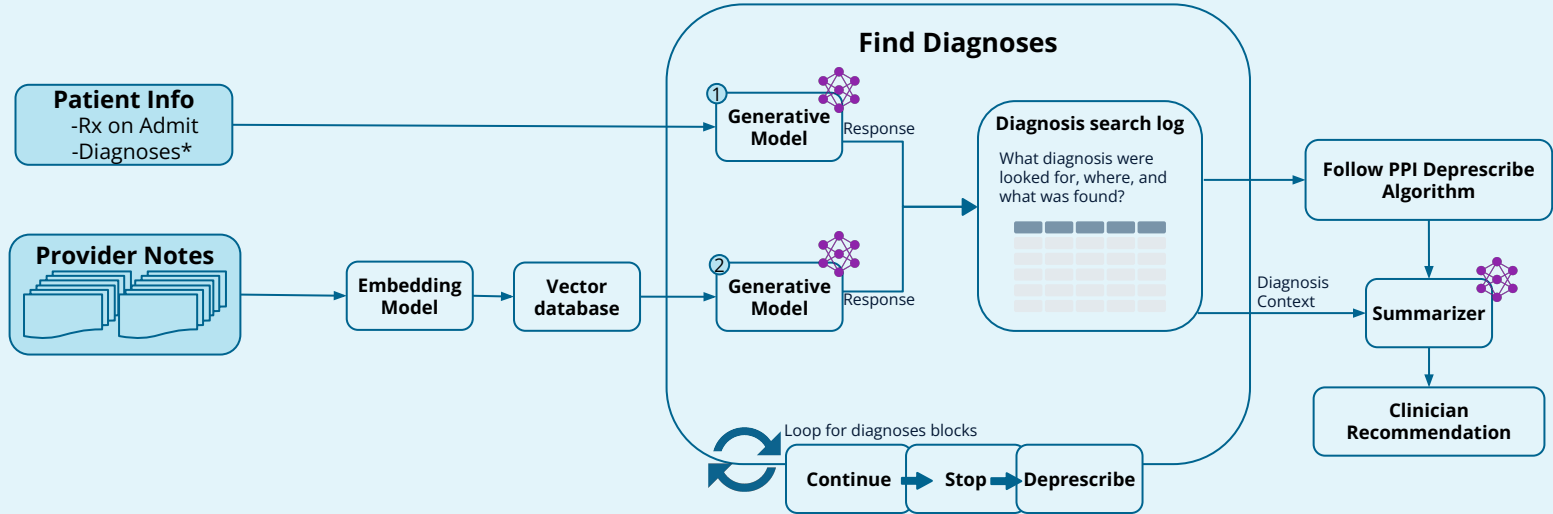 Find Diagnoses
Patient Info
-Rx on Admit
-Diagnoses*
1
Generative
Model
Response
Provider Notes
Embedding
Model
Vector
database
2
Generative
Model
Response
Diagnosis search log
What diagnosis were
looked for, where, and
what was found?
Follow PPI Deprescribe
Algorithm
Diagnosis
Context
Summarizer
Clinician
Recommendation
Loop for diagnoses blocks
Continue
Stop
Deprescribe